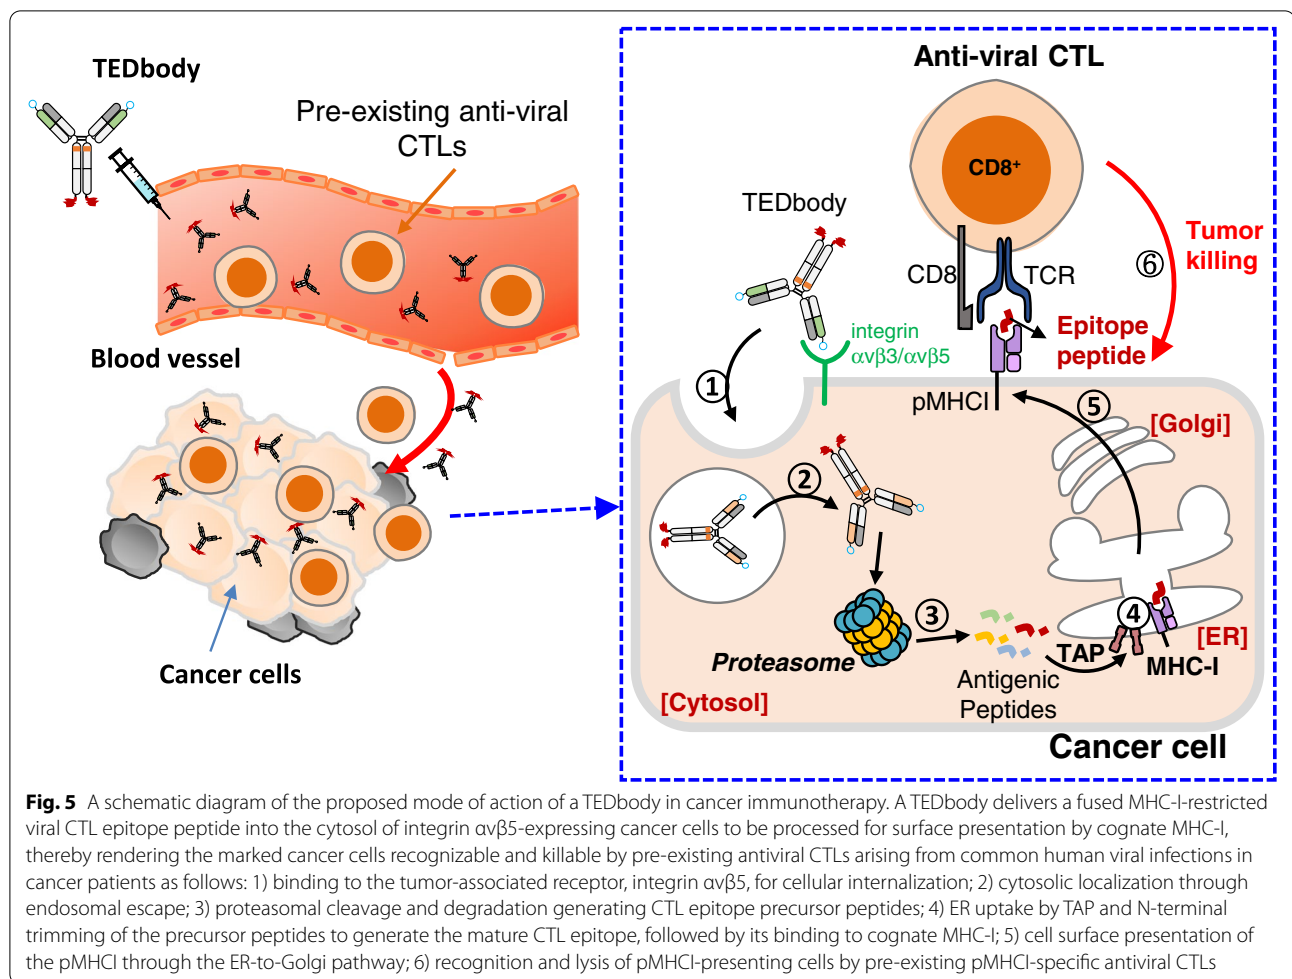 TEDbody
Pre-existing anti-viral
CTLs
Blood vessel
Cancer cells
Anti-viral CTL
CD8⁺
TEDbody
CD8
TCR
⑥
Tumor
killing
Epitope
peptide
integrin
αvβ3/αvβ5
①
pMHCI
⑤
[Golgi]
②
③
④
Proteasome
TAP
[ER]
MHC-I
Antigenic
Peptides
[Cytosol]
Cancer cell
Fig. 5 A schematic diagram of the proposed mode of action of a TEDbody in cancer immunotherapy. A TEDbody delivers a fused MHC-I-restricted
viral CTL epitope peptide into the cytosol of integrin αvβ5-expressing cancer cells to be processed for surface presentation by cognate MHC-I,
thereby rendering the marked cancer cells recognizable and killable by pre-existing antiviral CTLs arising from common human viral infections in
cancer patients as follows: 1) binding to the tumor-associated receptor, integrin αvβ5, for cellular internalization; 2) cytosolic localization through
endosomal escape; 3) proteasomal cleavage and degradation generating CTL epitope precursor peptides; 4) ER uptake by TAP and N-terminal
trimming of the precursor peptides to generate the mature CTL epitope, followed by its binding to cognate MHC-I; 5) cell surface presentation of
the pMHCI through the ER-to-Golgi pathway; 6) recognition and lysis of pMHCI-presenting cells by pre-existing pMHCI-specific antiviral CTLs